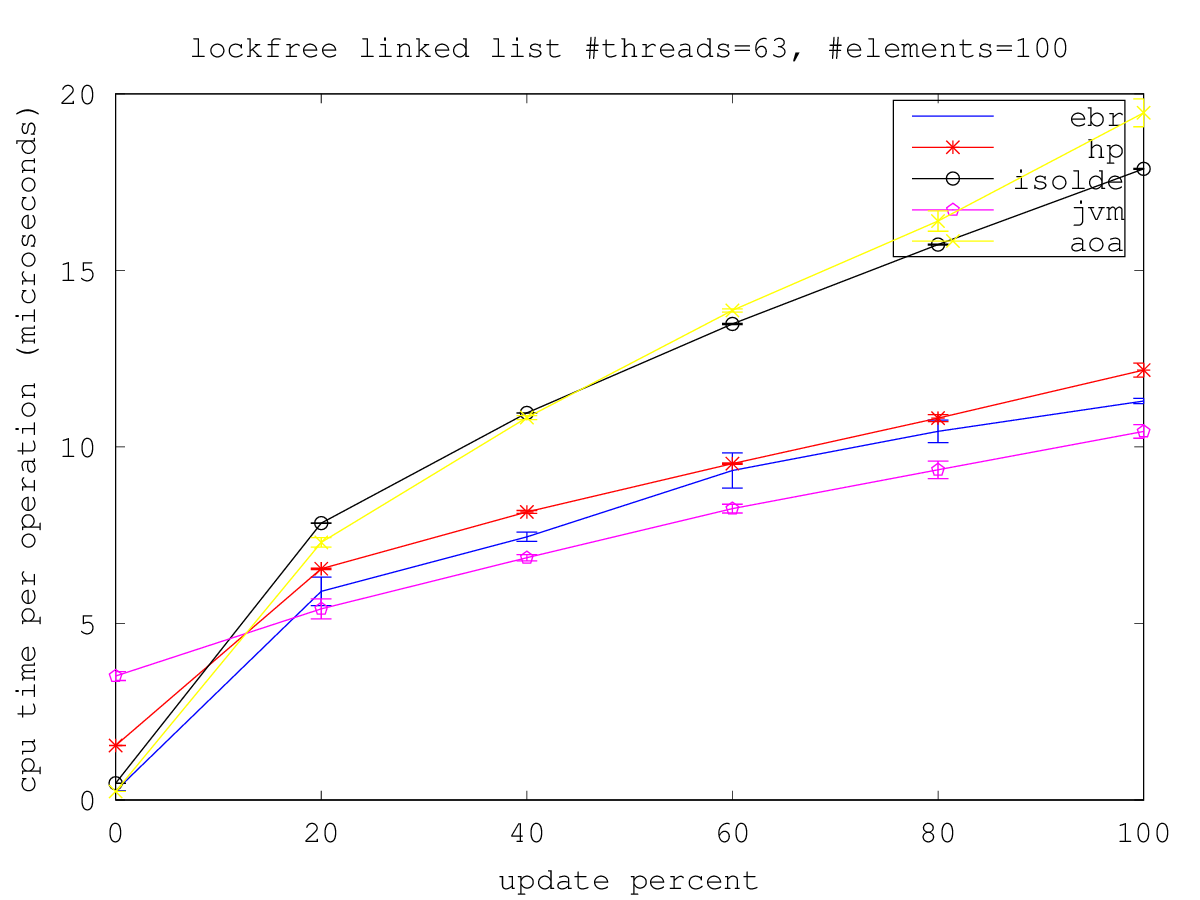 lockfree linked list #threads=63, #elements=100
cpu time per operation (microseconds)
20
15
10
5
0
ebr
hp
isolde
jvm
aoa
0 20 40 60 80 100
update percent